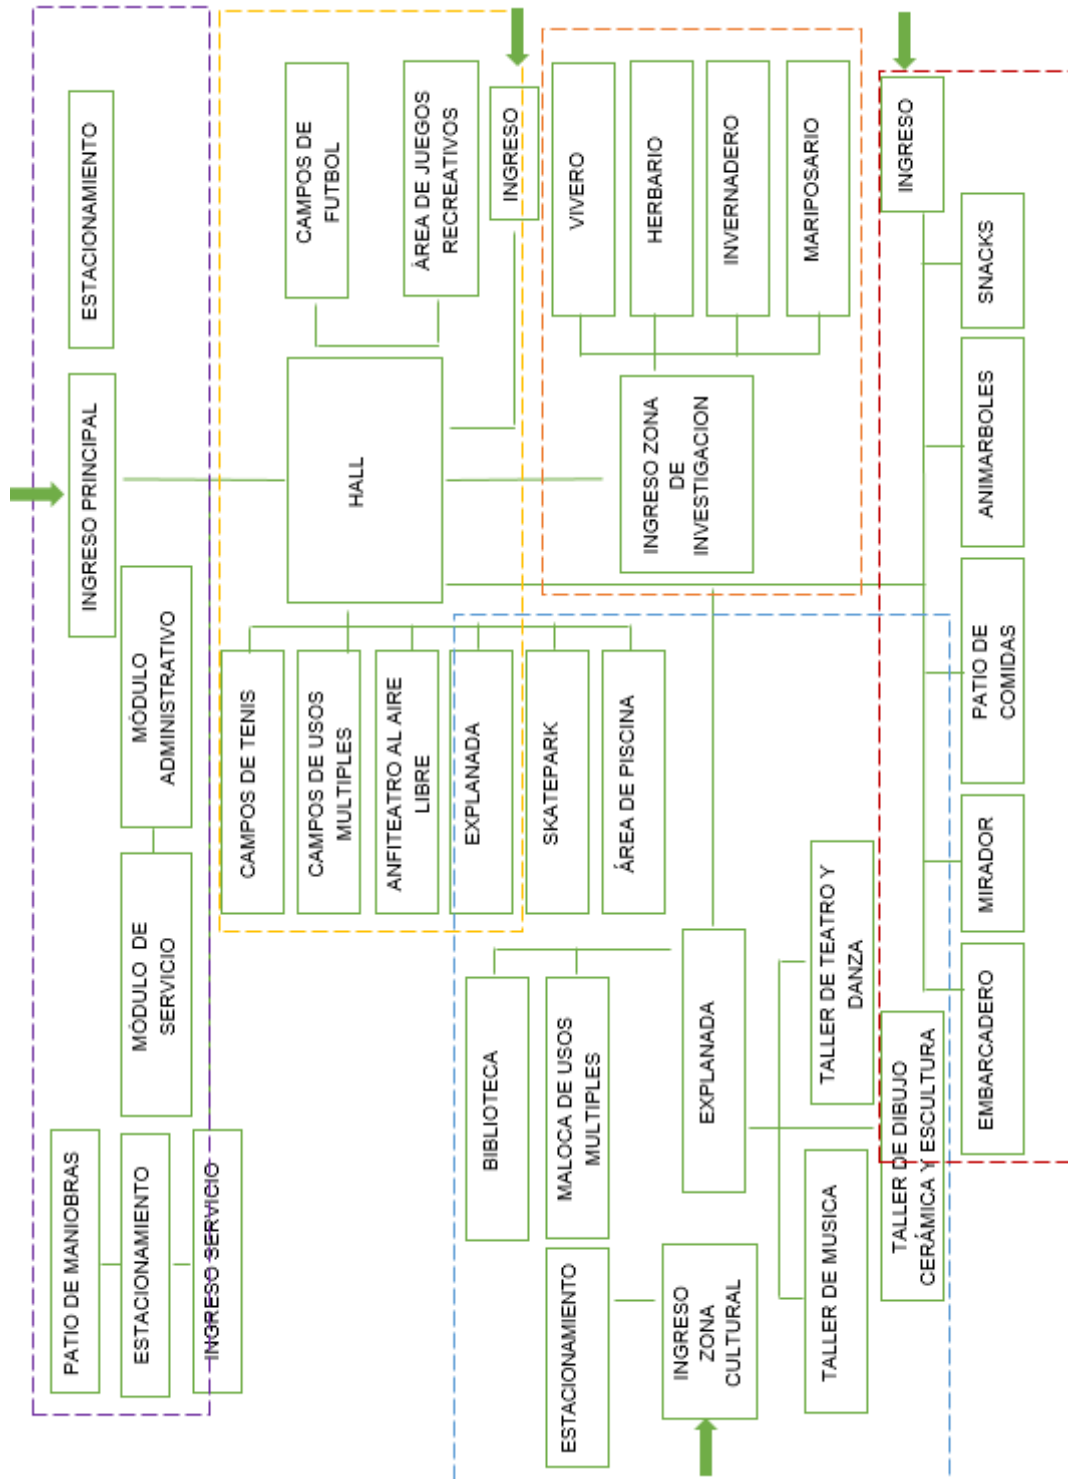 ESTACIONAMIENTO
INGRESO PRINCIPAL
MÓDULO
ADMINISTRATIVO
MÓDULO DE
SERVICIO
PATIO DE MANIOBRAS
ESTACIONAMIENTO
INGRESO SERVICIO
CAMPOS DE
FUTBOL
ÁREA DE JUEGOS
RECREATIVOS
INGRESO
HALL
CAMPOS DE TENIS
CAMPOS DE USOS
MULTIPLES
ANFITEATRO AL AIRE
LIBRE
EXPLANADA
SKATEPARK
ÁREA DE PISCINA
VIVERO
HERBARIO
INVERNADERO
MARIPOSARIO
INGRESO ZONA
DE
INVESTIGACION
BIBLIOTECA
MALOCA DE USOS
MULTIPLES
EXPLANADA
ESTACIONAMIENTO
INGRESO
ZONA
CULTURAL
TALLER DE TEATRO Y
DANZA
TALLER DE MUSICA
TALLER DE DIBUJO
CERÁMICA Y ESCULTURA
INGRESO
SNACKS
ANIMARBOLES
PATIO DE
COMIDAS
MIRADOR
EMBARCADERO